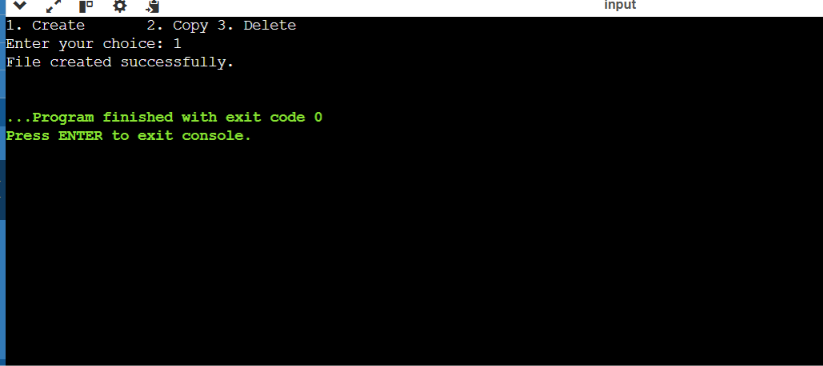 input
1. Create       2. Copy 3. Delete
Enter your choice: 1
File created successfully.
...Program finished with exit code 0
Press ENTER to exit console.